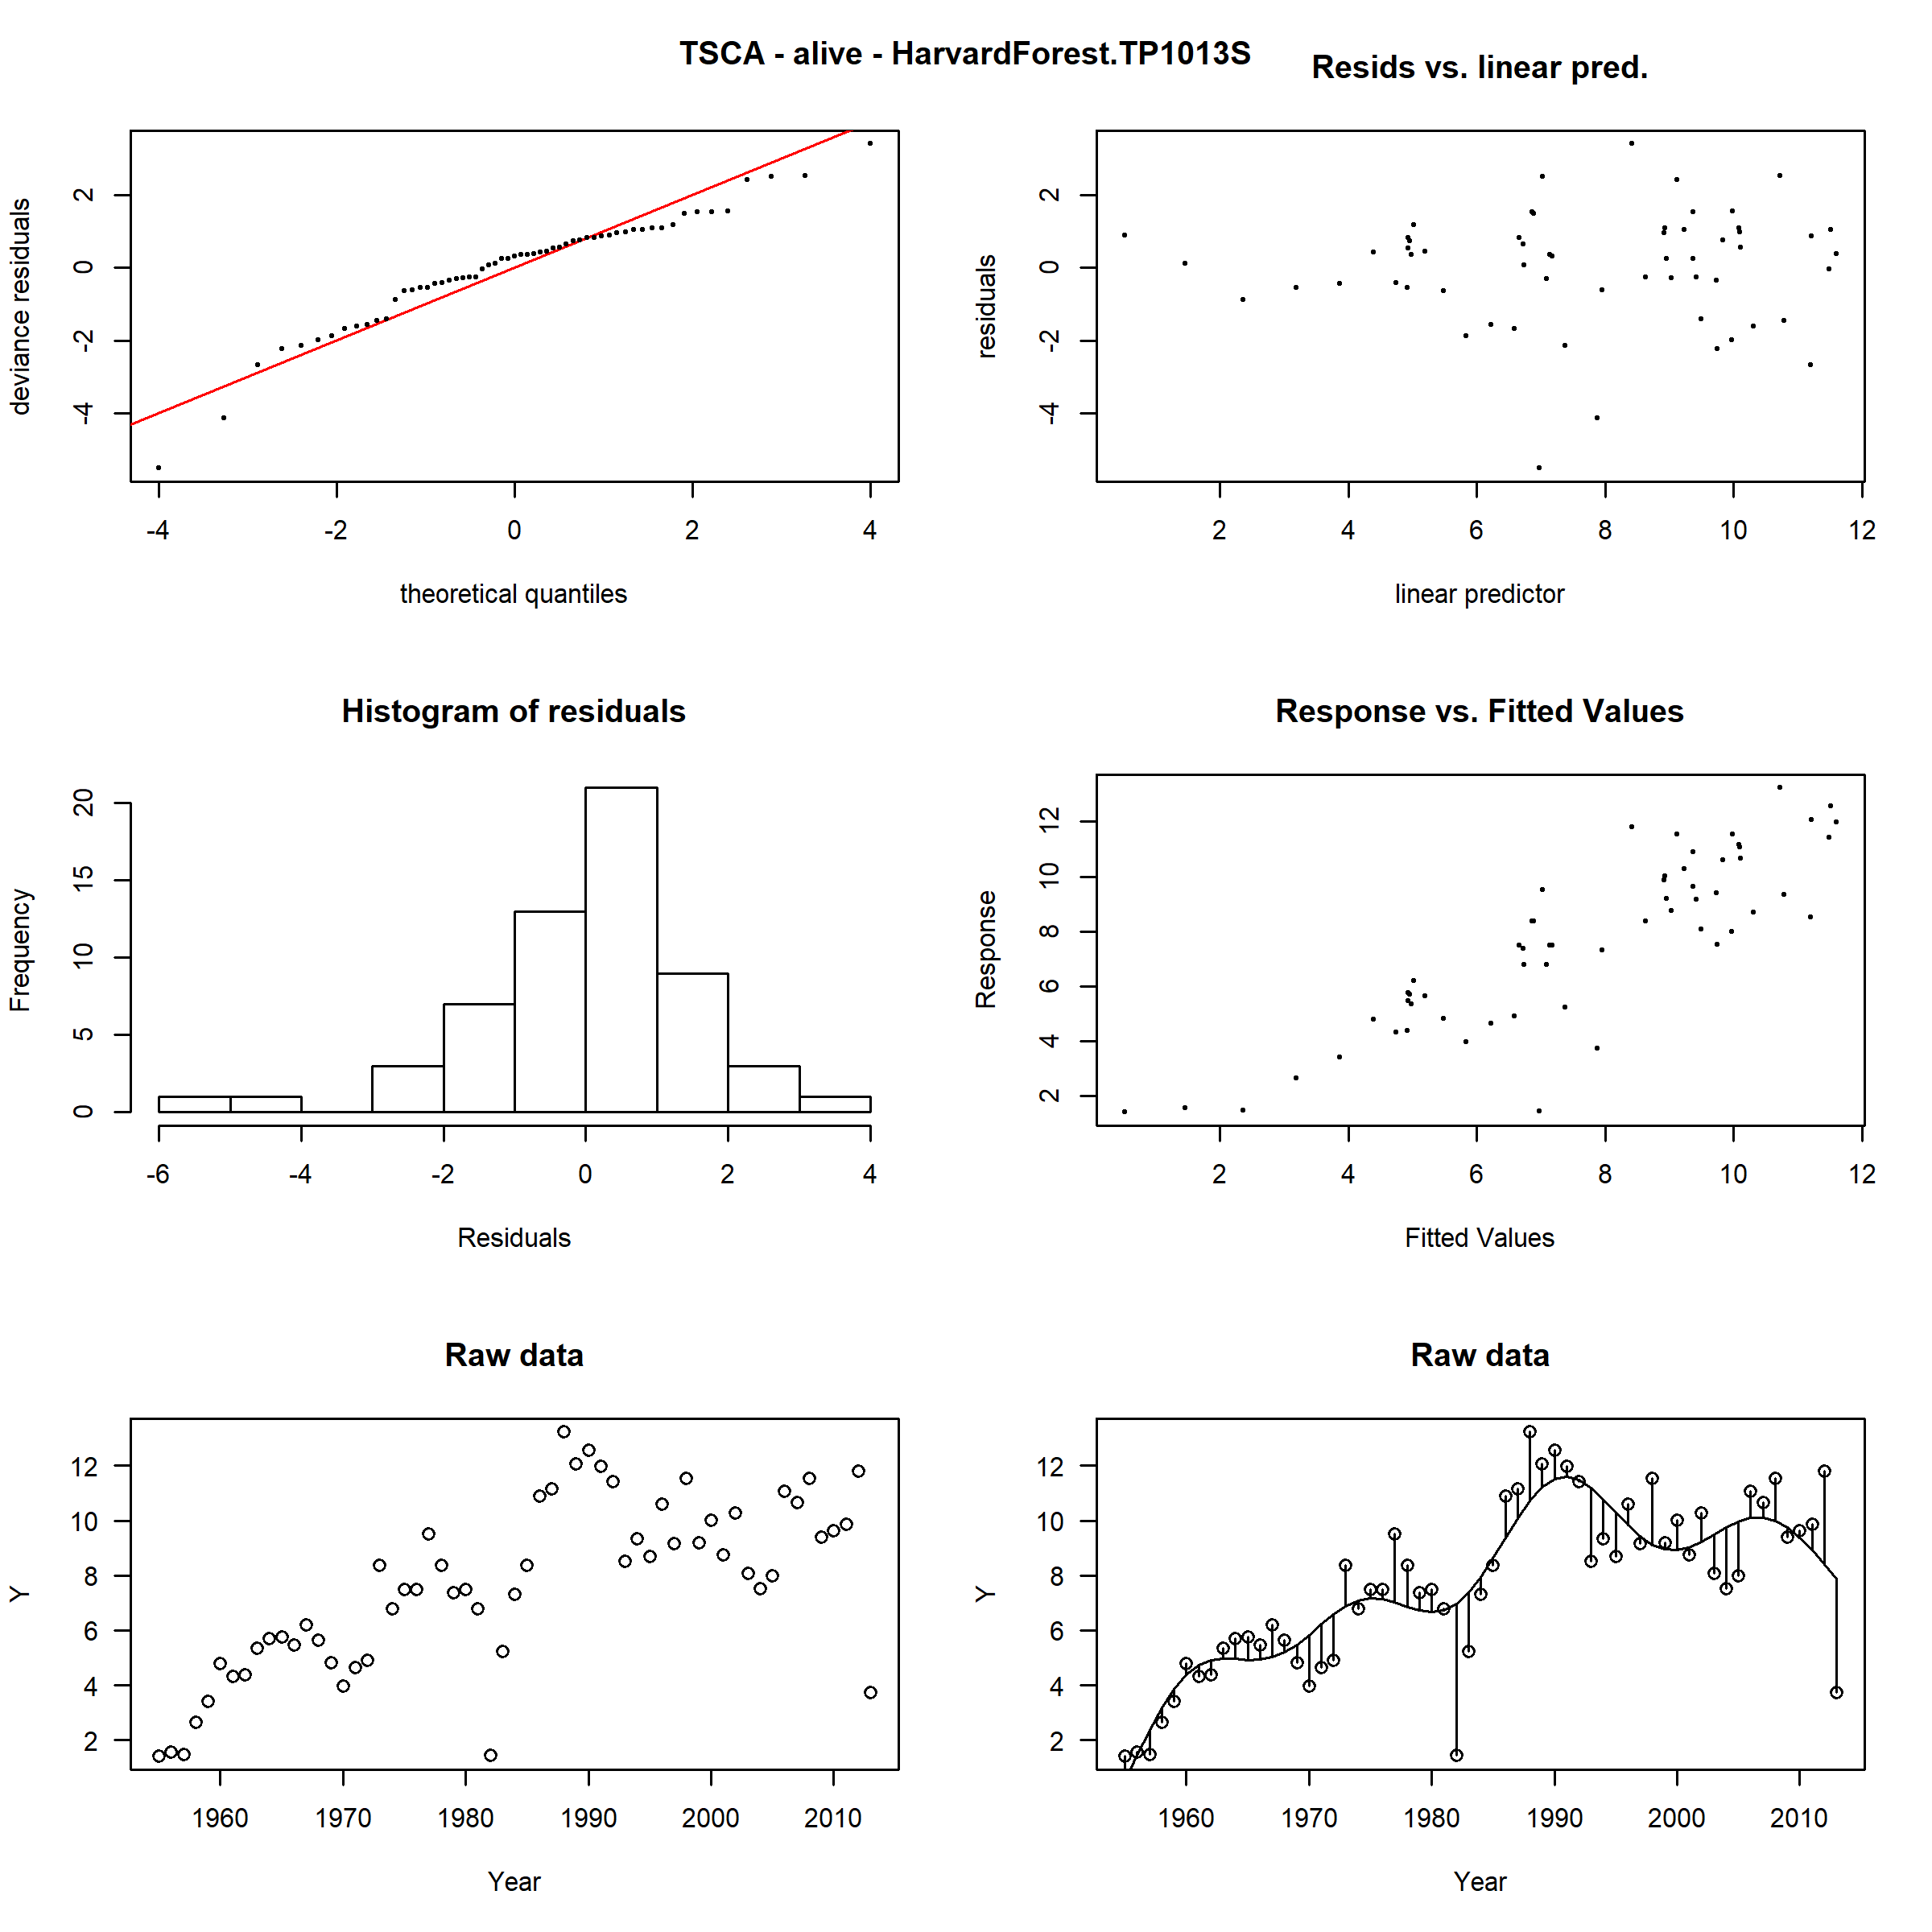 TSCA - alive - HarvardForest.TP1013S
Resids vs. linear pred.
deviance residuals
2
0
-2
-4
-4 -2 0 2 4
theoretical quantiles
residuals
2
0
-2
-4
2 4 6 8 10 12
linear predictor
Histogram of residuals
Frequency
20
15
10
5
0
-6 -4 -2 0 2 4
Residuals
Response vs. Fitted Values
Response
12
10
8
6
4
2
2 4 6 8 10 12
Fitted Values
Raw data
Y
12
10
8
6
4
2
1960 1970 1980 1990 2000 2010
Year
Raw data
Y
12
10
8
6
4
2
1960 1970 1980 1990 2000 2010
Year